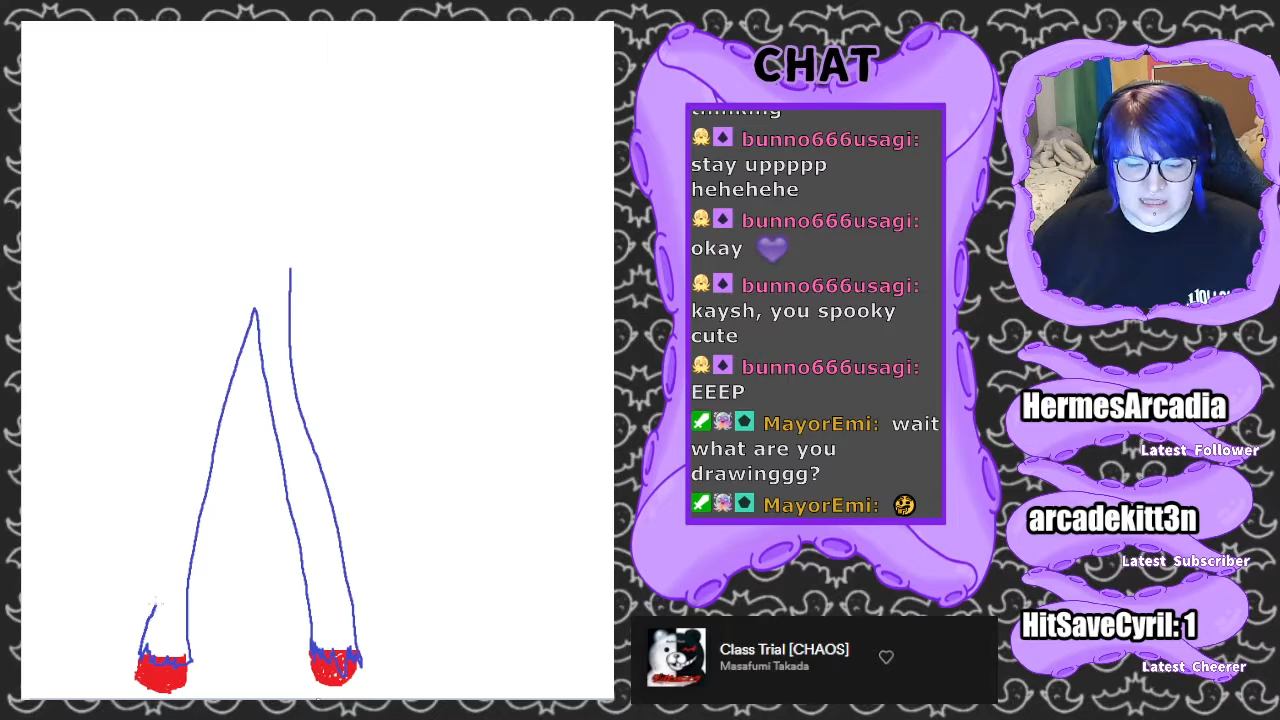 CHAT
thinking
bunno666usagi:
stay uppppp
hehehehe
bunno666usagi:
okay
bunno666usagi:
kaysh, you spooky
cute
bunno666usagi:
EEEP
MayorEmi: wait
what are you
drawinggg?
MayorEmi:
Class Trial [CHAOS]
Masafumi Takada
HermesArcadia
Latest Follower
arcadekitt3n
Latest Subscriber
HitSaveCyril: 1
Latest Cheerer